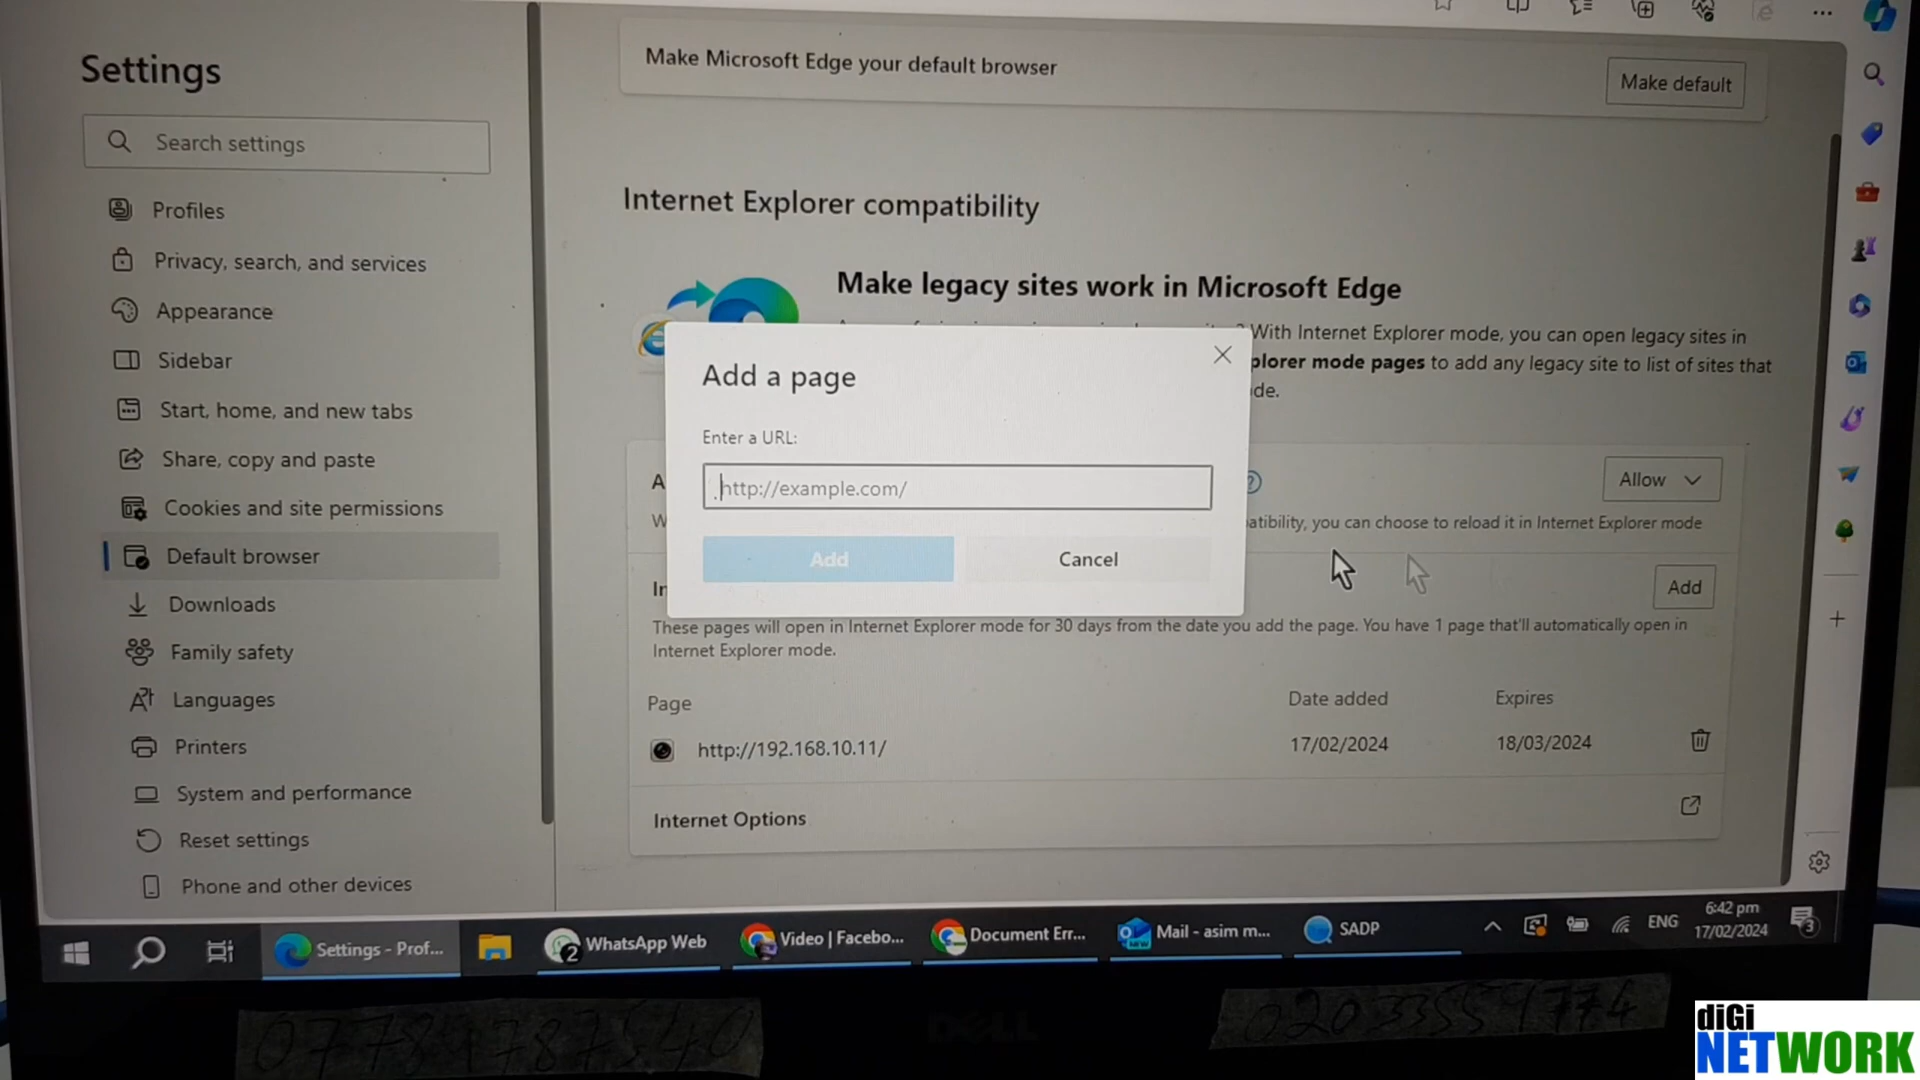 Settings
Search settings
Profiles
Privacy, search, and services
Appearance
Sidebar
Start, home, and new tabs
Share, copy and paste
Cookies and site permissions
Default browser
Downloads
Family safety
Languages
Printers
System and performance
Reset settings
Phone and other devices
Make Microsoft Edge your default browser
Make default
Internet Explorer compatibility
Make legacy sites work in Microsoft Edge
With Internet Explorer mode, you can open legacy sites in
plorer mode pages to add any legacy site to list of sites that
de.
Add a page
Enter a URL:
http://example.com/
Add
Cancel
A
Allow
W
atibility, you can choose to reload it in Internet Explorer mode
In
Add
These pages will open in Internet Explorer mode for 30 days from the date you add the page. You have 1 page that'll automatically open in
Internet Explorer mode.
Page
Date added
Expires
http://192.168.10.11/
17/02/2024
18/03/2024
Internet Options
Settings - Prof...
2
WhatsApp Web
Video | Facebo...
Document Err...
Mail - asim m...
SADP
ENG
6:42 pm
17/02/2024
3
DELL
diGi
NETWORK